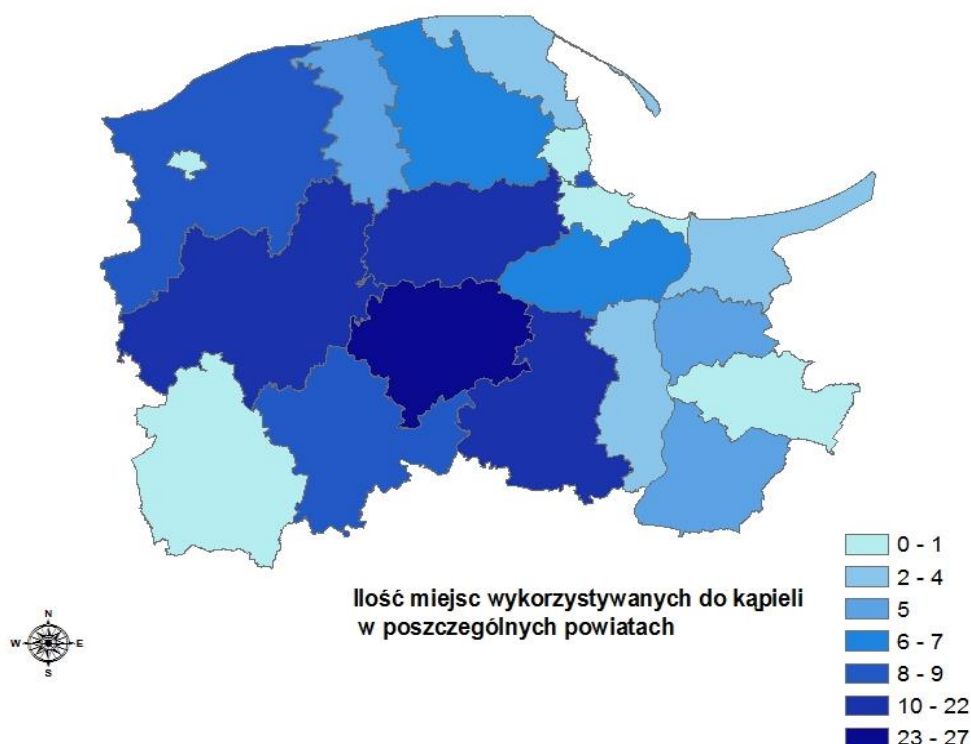 Ilość miejsc wykorzystywanych do kąpieli
w poszczególnych powiatach
N
W E
S
0 - 1
2 - 4
5
6 - 7
8 - 9
10 - 22
23 - 27